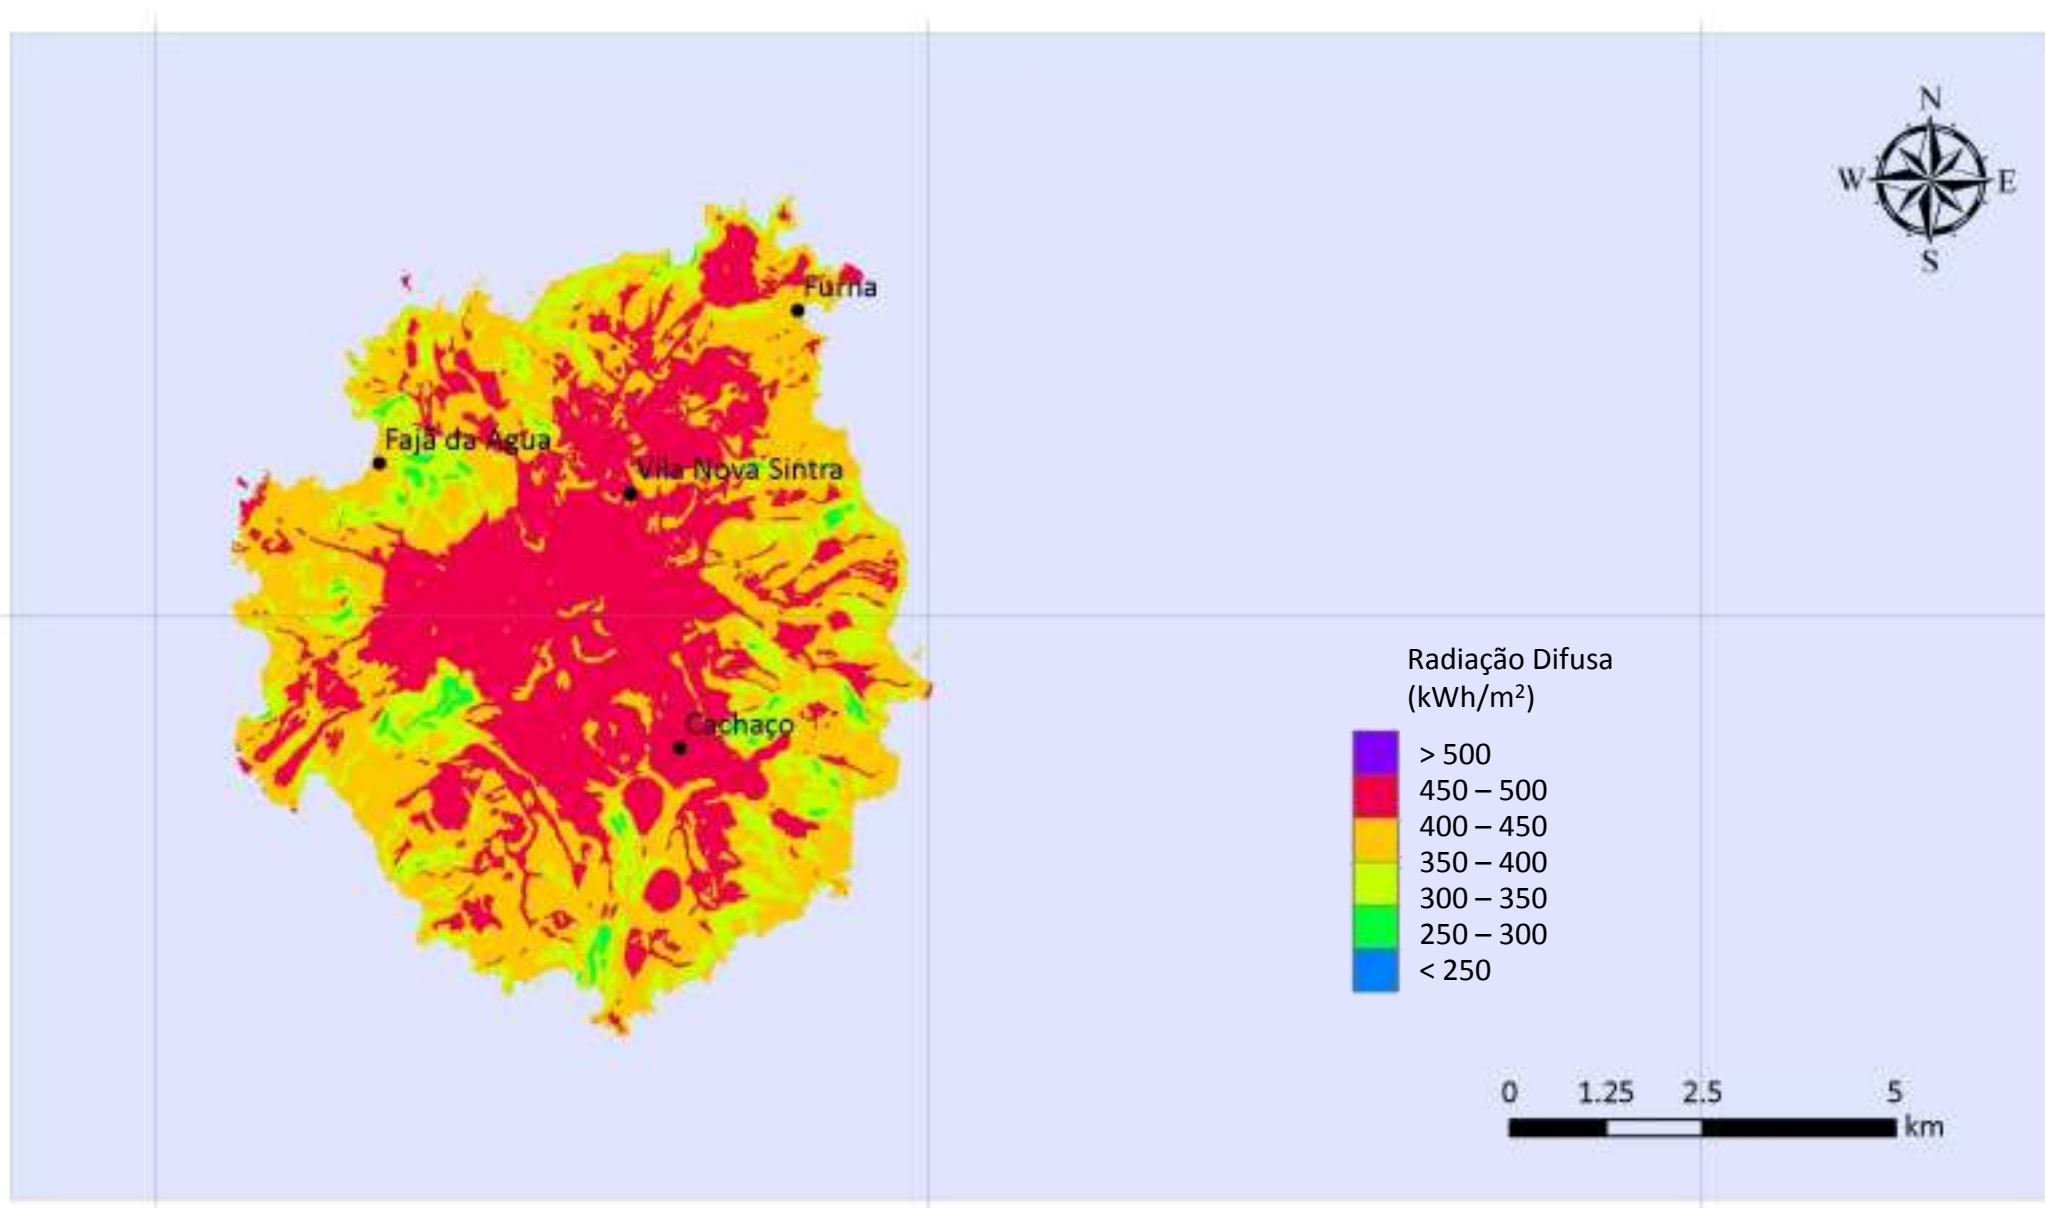 N
W
E
S
Furna
Fajã da Água
Vila Nova Sintra
Cachaço
Radiação Difusa
(kWh/m²)
> 500
450 – 500
400 – 450
350 – 400
300 – 350
250 – 300
< 250
0 1.25 2.5 5
km